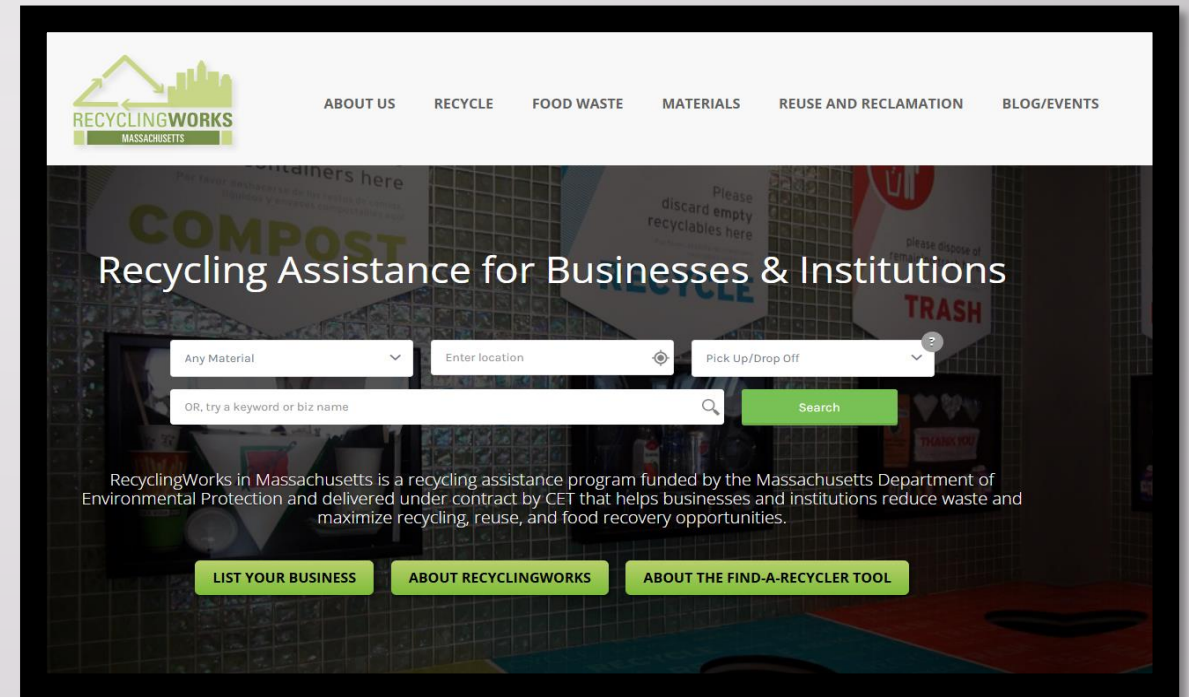 RECYCLINGWORKS
MASSACHUSETTS
ABOUT US RECYCLE FOOD WASTE MATERIALS REUSE AND RECLAMATION BLOG/EVENTS
containers here
Please
discard empty
recyclables here
please dispose of
COMPOST
RECYCLE
TRASH
Recycling Assistance for Businesses & Institutions
Any Material
Enter location
Pick Up/Drop Off
?
OR, try a keyword or biz name
Search
THANK YOU
RecyclingWorks in Massachusetts is a recycling assistance program funded by the Massachusetts Department of
Environmental Protection and delivered under contract by CET that helps businesses and institutions reduce waste and
maximize recycling, reuse, and food recovery opportunities.
LIST YOUR BUSINESS
ABOUT RECYCLINGWORKS
ABOUT THE FIND-A-RECYCLER TOOL